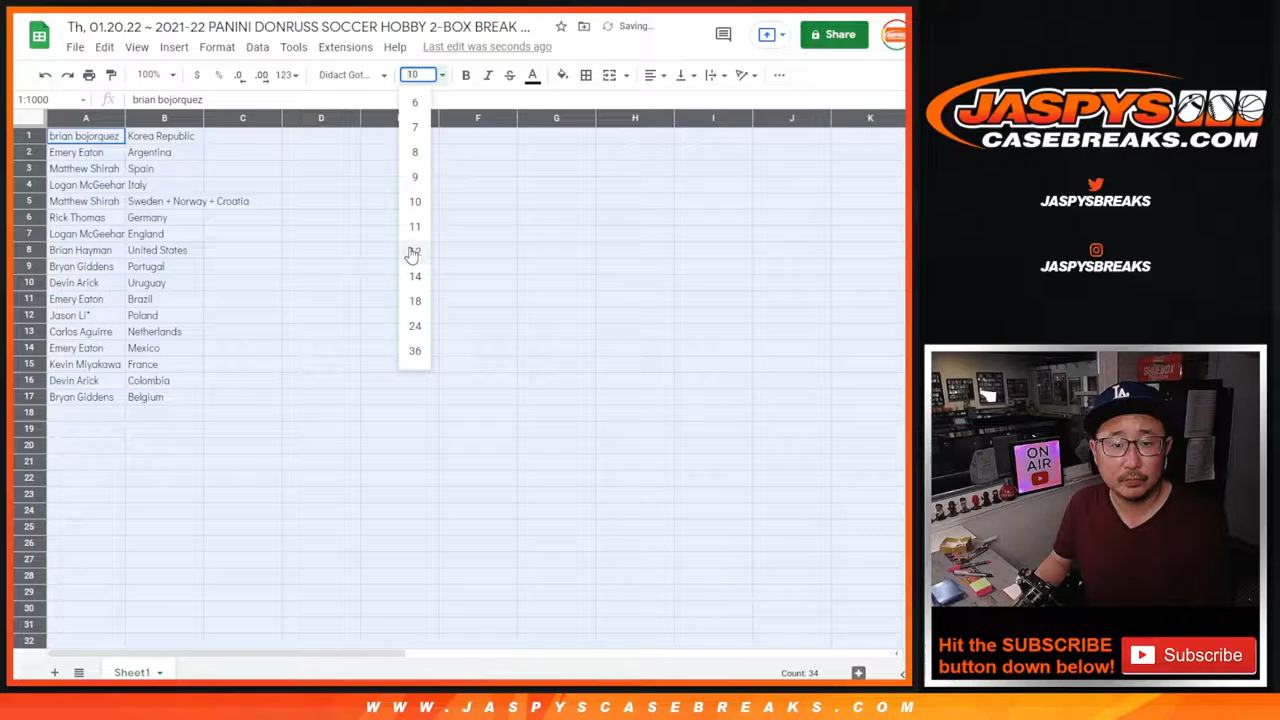 Th, 01.20.22 ~ 2021-22 PANINI DONRUSS SOCCER HOBBY 2-BOX BREAK ...
Saving...
File Edit View Insert Format Data Tools Extensions Help Last edit was seconds ago
Share
100% $ % .0 .00 123 Didact Got... 10 B I S A
1:1000 fx brian bojorquez
A B C D F G H I J K
1 brian bojorquez Korea Republic
2 Emery Eaton Argentina
3 Matthew Shirah Spain
4 Logan McGeehar Italy
5 Matthew Shirah Sweden + Norway + Croatia
6 Rick Thomas Germany
7 Logan McGeehar England
8 Brian Hayman United States
9 Bryan Giddens Portugal
10 Devin Arick Uruguay
11 Emery Eaton Brazil
12 Jason Li* Poland
13 Carlos Aguirre Netherlands
14 Emery Eaton Mexico
15 Kevin Miyakawa France
16 Devin Arick Colombia
17 Bryan Giddens Belgium
18
19
20
21
22
23
24
25
26
27
28
29
30
31
32
6
7
8
9
10
11
14
18
24
36
Sheet1
Count: 34
JASPYS
CASEBREAKS.COM
JASPYSBREAKS
JASPYSBREAKS
SHOEBOX
ON
AIR
LA
Hit the SUBSCRIBE
button down below!
Subscribe
WWW.JASPYSCASEBREAKS.COM